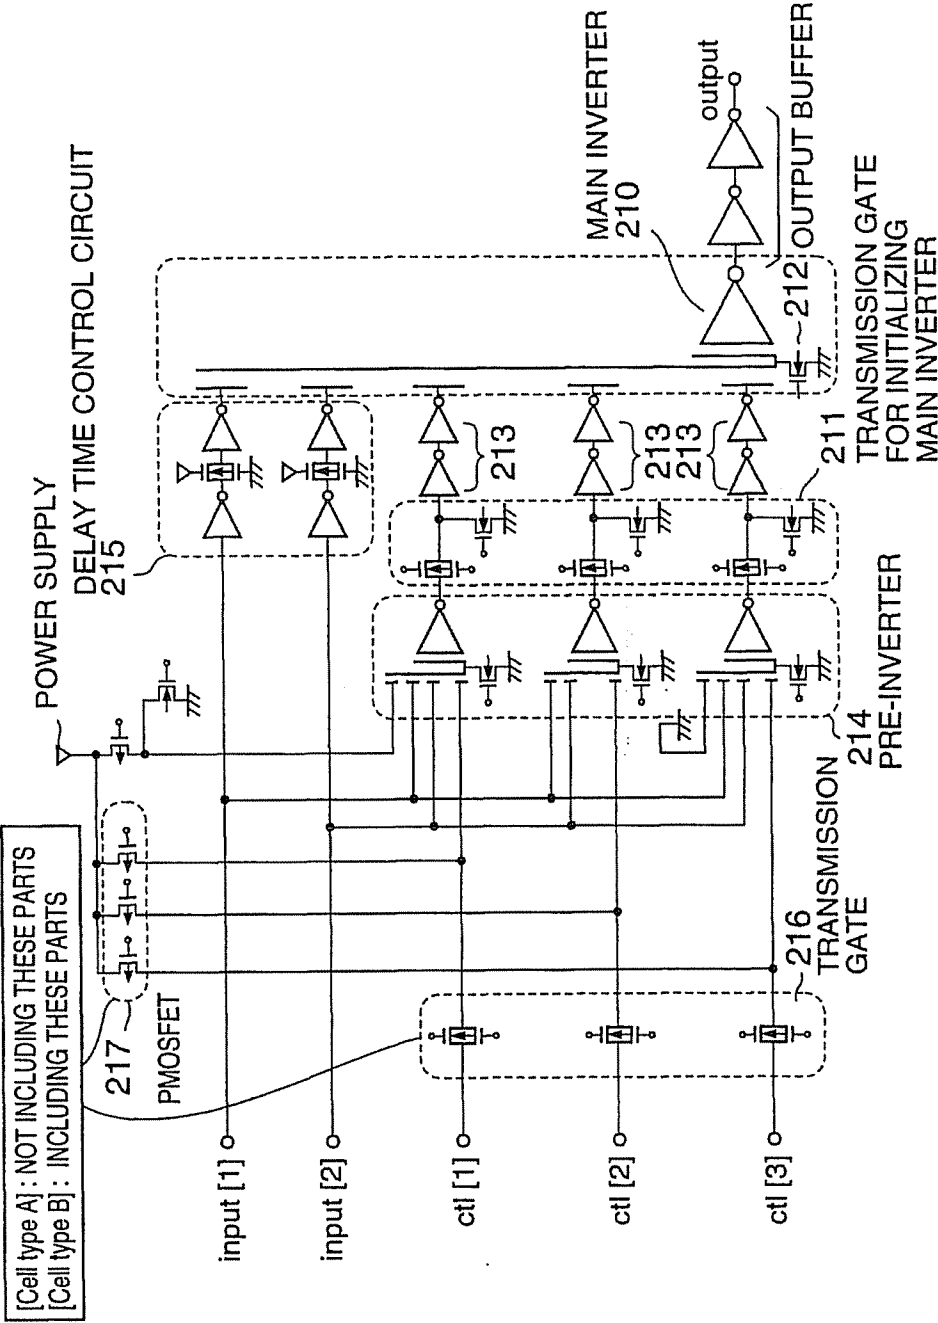 [Cell type A] : NOT INCLUDING THESE PARTS
[Cell type B] : INCLUDING THESE PARTS
POWER SUPPLY
DELAY TIME CONTROL CIRCUIT
215
217
PMOSFET
input [1]
input [2]
ctl [1]
ctl [2]
ctl [3]
216
TRANSMISSION
GATE
214
PRE-INVERTER
213
213
213
211
TRANSMISSION GATE
FOR INITIALIZING
MAIN INVERTER
212
MAIN INVERTER
210
OUTPUT BUFFER
output